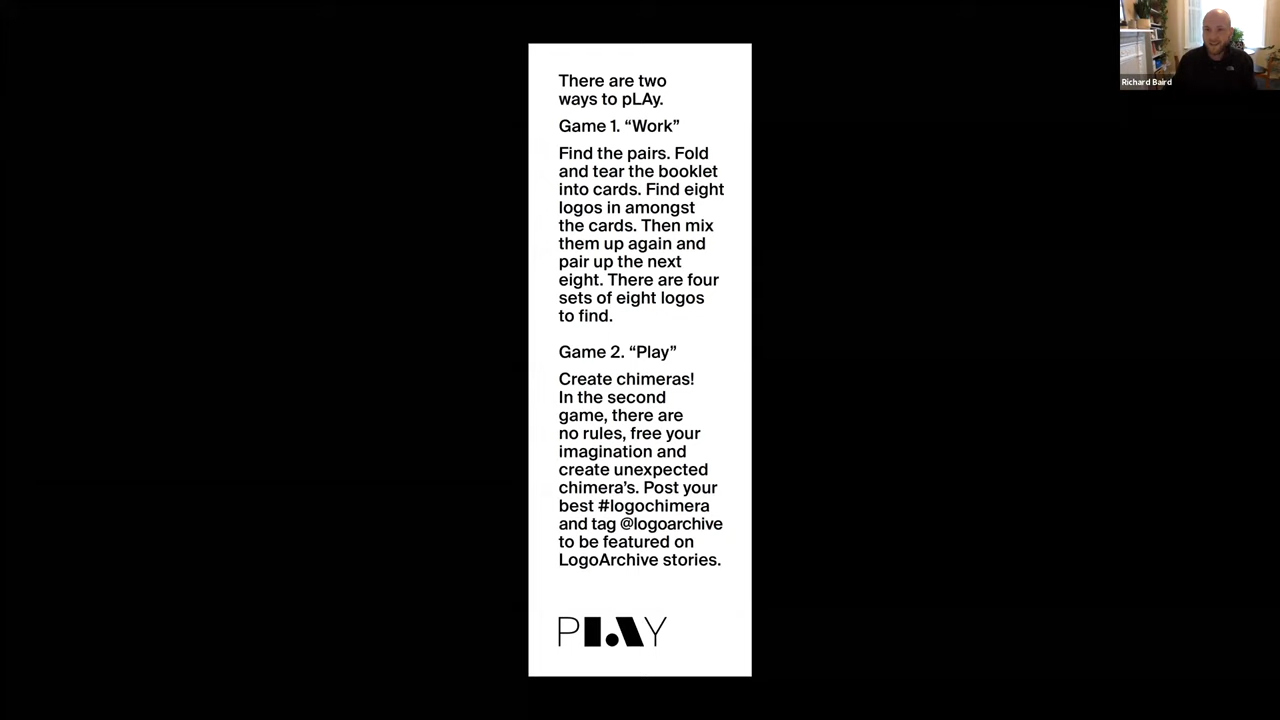 There are two
ways to pLAy.
Game 1. “Work”
Find the pairs. Fold
and tear the booklet
into cards. Find eight
logos in amongst
the cards. Then mix
them up again and
pair up the next
eight. There are four
sets of eight logos
to find.
Game 2. “Play”
Create chimeras!
In the second
game, there are
no rules, free your
imagination and
create unexpected
chimera’s. Post your
best #logochimera
and tag @logoarchive
to be featured on
LogoArchive stories.
PLAY
Richard Baird